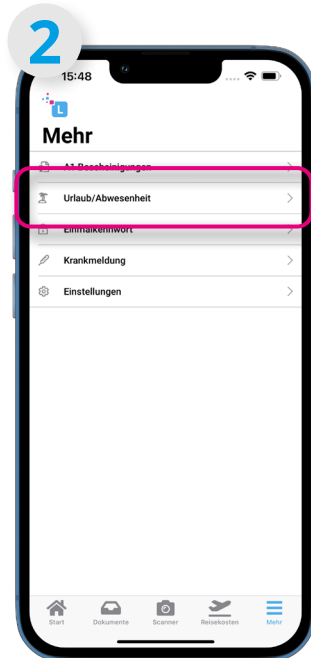 2
15:48
L
Mehr
A1 Bescheinigungen
Urlaub/Abwesenheit
Einmalkennwort
Krankmeldung
Einstellungen
Start Dokumente Scanner Reisekosten Mehr